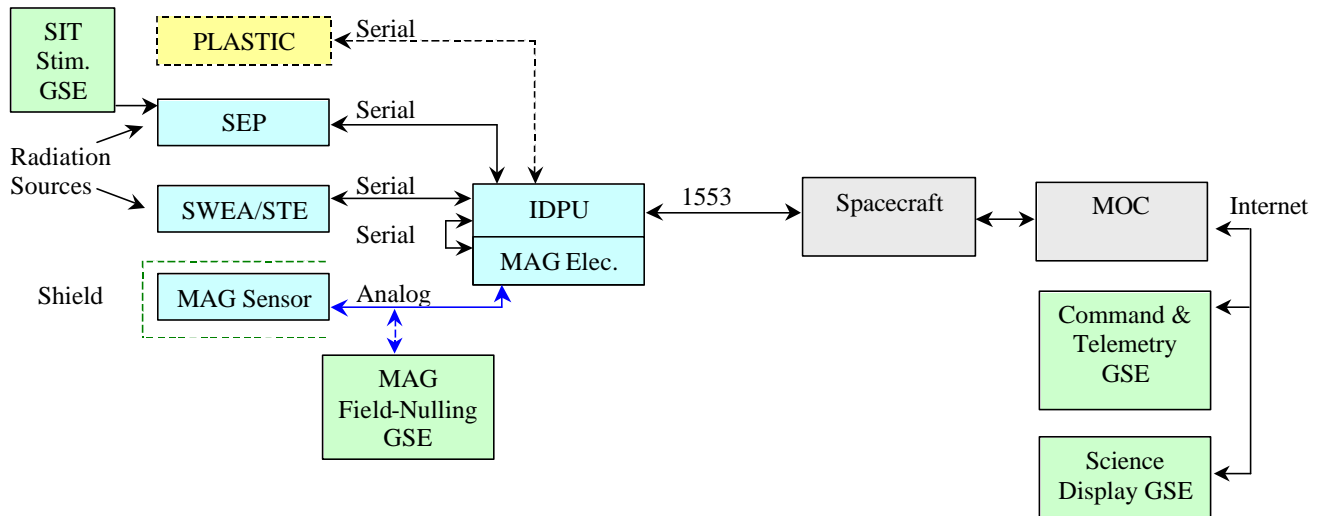 SIT
Stim.
GSE
PLASTIC
Serial
SEP
Serial
Radiation
Sources
SWEA/STE
Serial
Serial
IDPU
MAG Elec.
1553
Spacecraft
MOC
Internet
Shield
MAG Sensor
Analog
MAG
Field-Nulling
GSE
Command &
Telemetry
GSE
Science
Display GSE